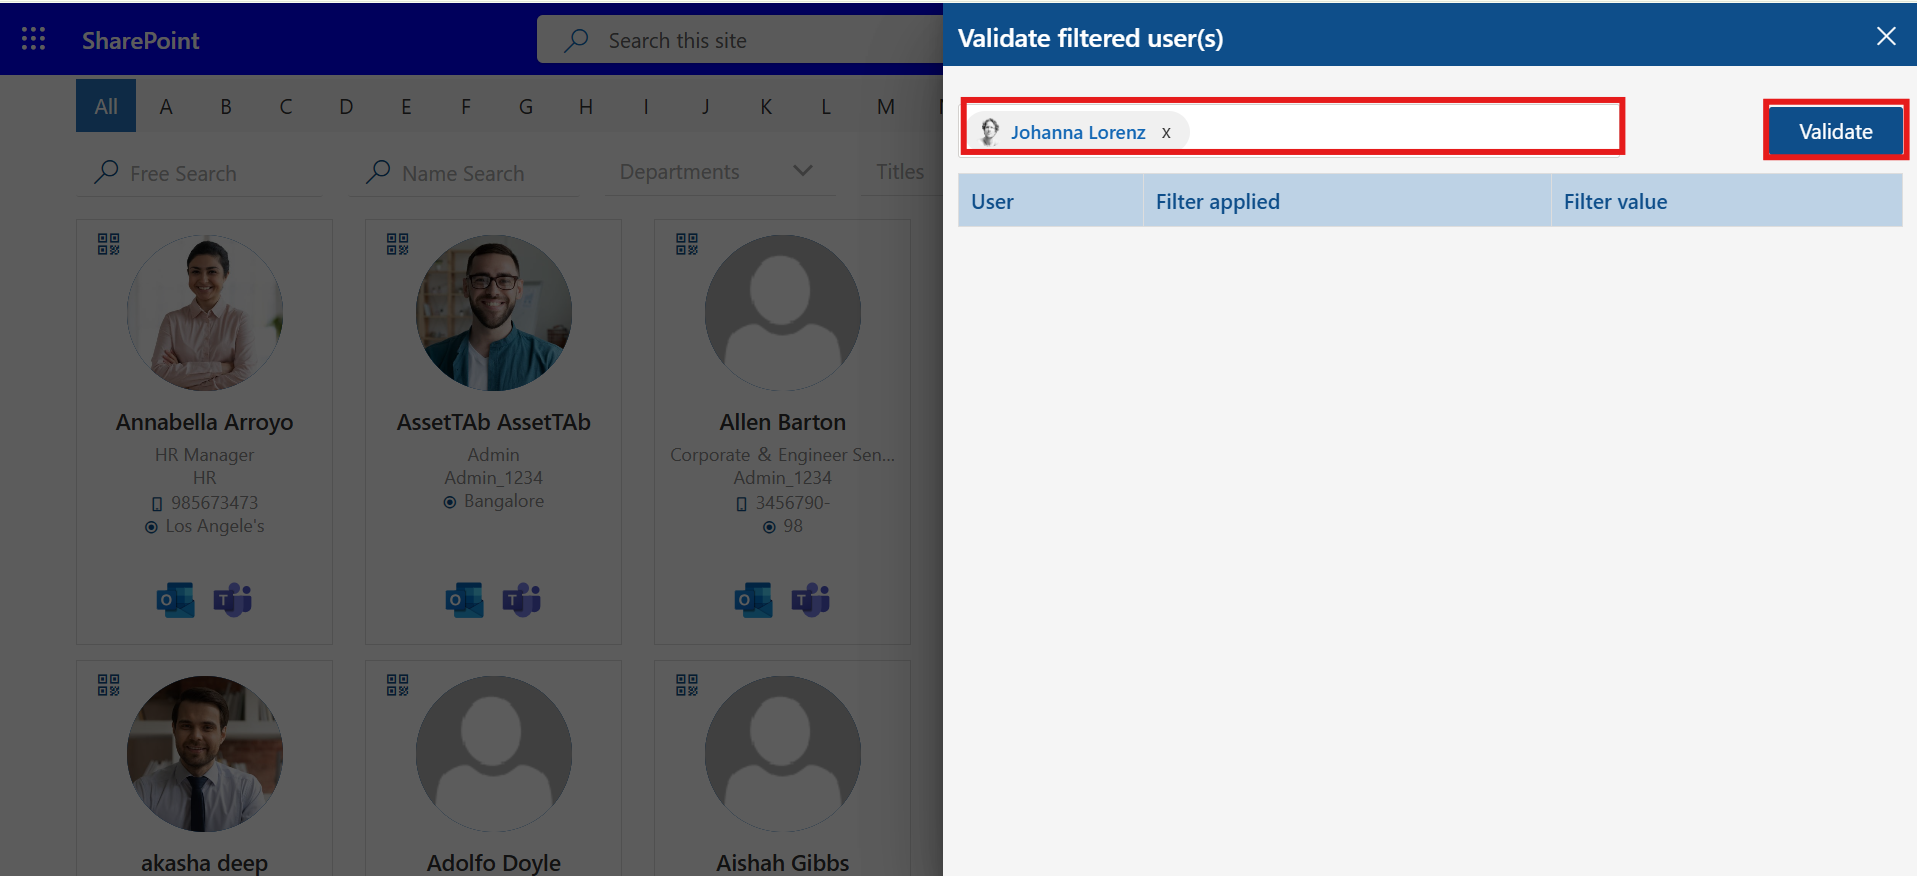 SharePoint
Search this site
All A B C D E F G H I J K L M
Free Search
Name Search
Departments
Titles
Annabella Arroyo
HR Manager
HR
985673473
Los Angele's
AssetTAb AssetTAb
Admin
Admin_1234
Bangalore
Allen Barton
Corporate & Engineer Sen...
Admin_1234
3456790-
98
akasha deep
Adolfo Doyle
Aishah Gibbs
Validate filtered user(s)
Johanna Lorenz x
Validate
User Filter applied Filter value